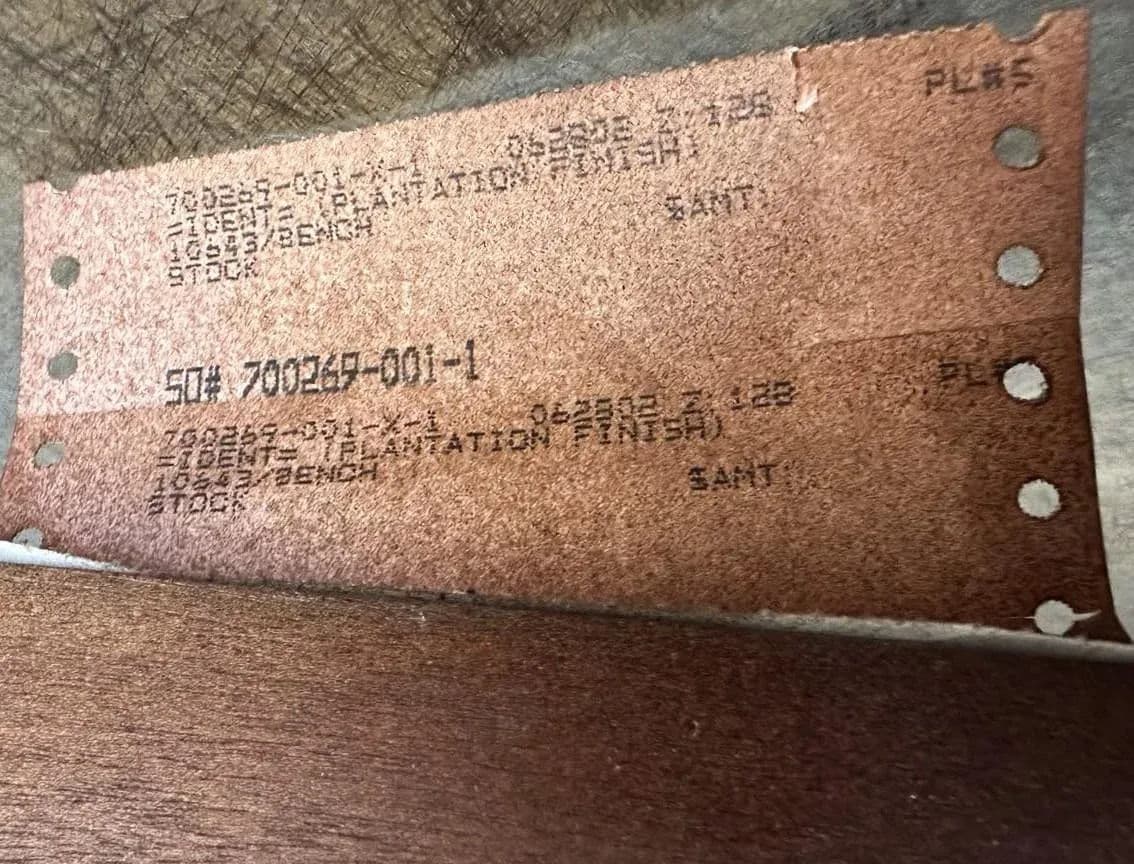 PL#5
700269-001-X-1 062802 Z 128
=IDENT= (PLANTATION FINISH)
10643/BENCH $AMT:
STOCK
SO# 700269-001-1
PL#
700269-001-X-1 062802 Z 128
=IDENT= (PLANTATION FINISH)
10643/BENCH $AMT
STOCK